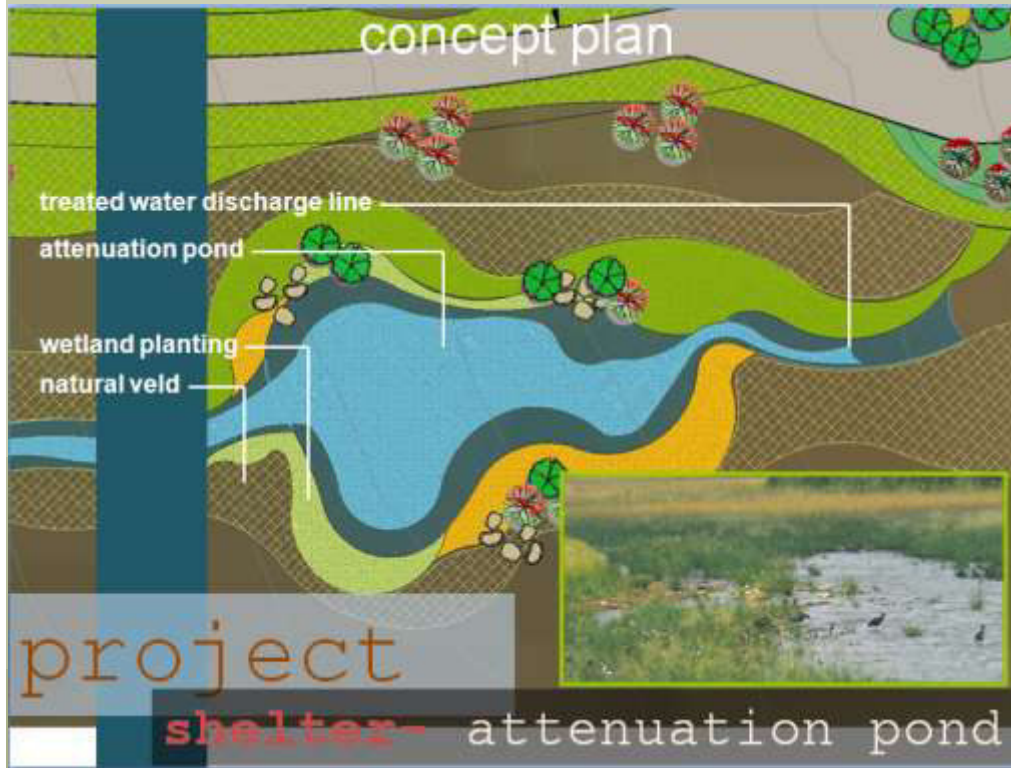 concept plan
treated water discharge line
attenuation pond
wetland planting
natural veld
project
shelter- attenuation pond